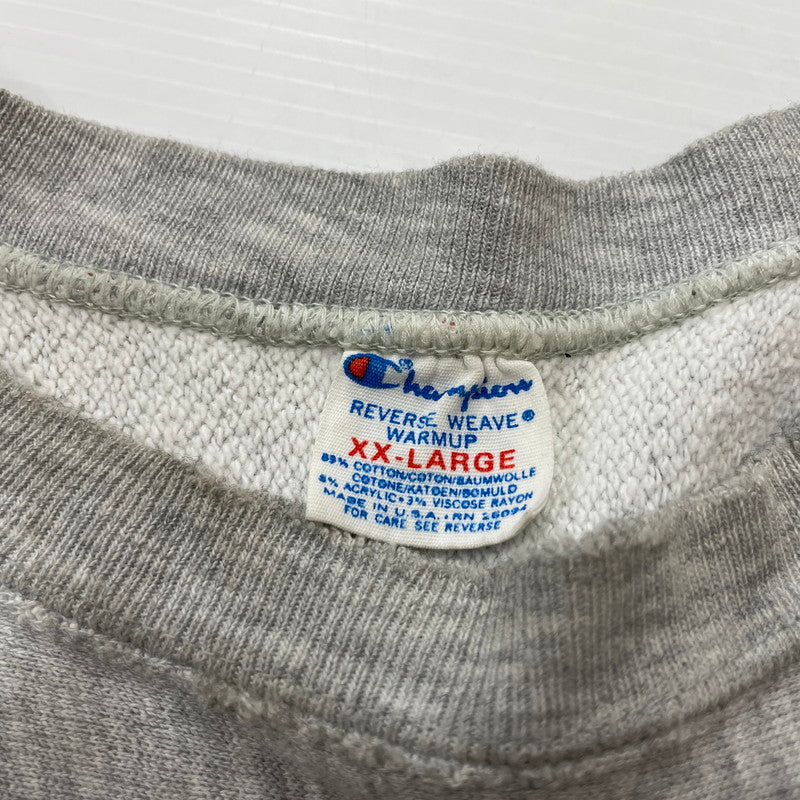 Champion®
REVERSE WEAVE®
WARMUP
XX-LARGE
89% COTTON/COTON/BAUMWOLLE
COTONE/KATOEN/BOMULD
8% ACRYLIC • 3% VISCOSE RAYON
MADE IN U.S.A. • RN 26094
FOR CARE SEE REVERSE